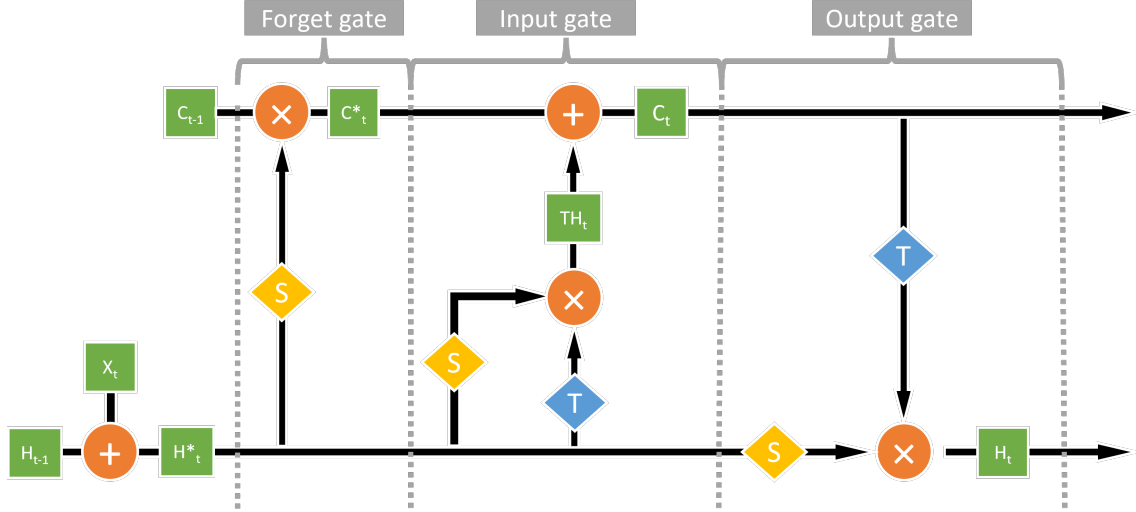 Forget gate
Input gate
Output gate
Cₜ₋₁
×
C*ₜ
+
Cₜ
THₜ
T
S
×
S
Xₜ
T
Hₜ₋₁
+
H*ₜ
S
×
Hₜ